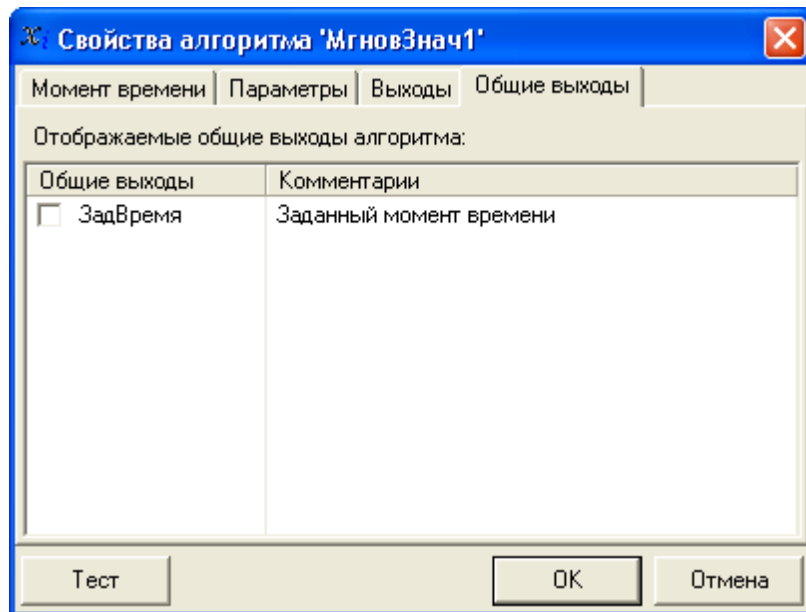 Xi Свойства алгоритма 'МгновЗнач1'
Момент времени Параметры Выходы Общие выходы
Отображаемые общие выходы алгоритма:
Общие выходы Комментарии
ЗадВремя Заданный момент времени
Тест OK Отмена